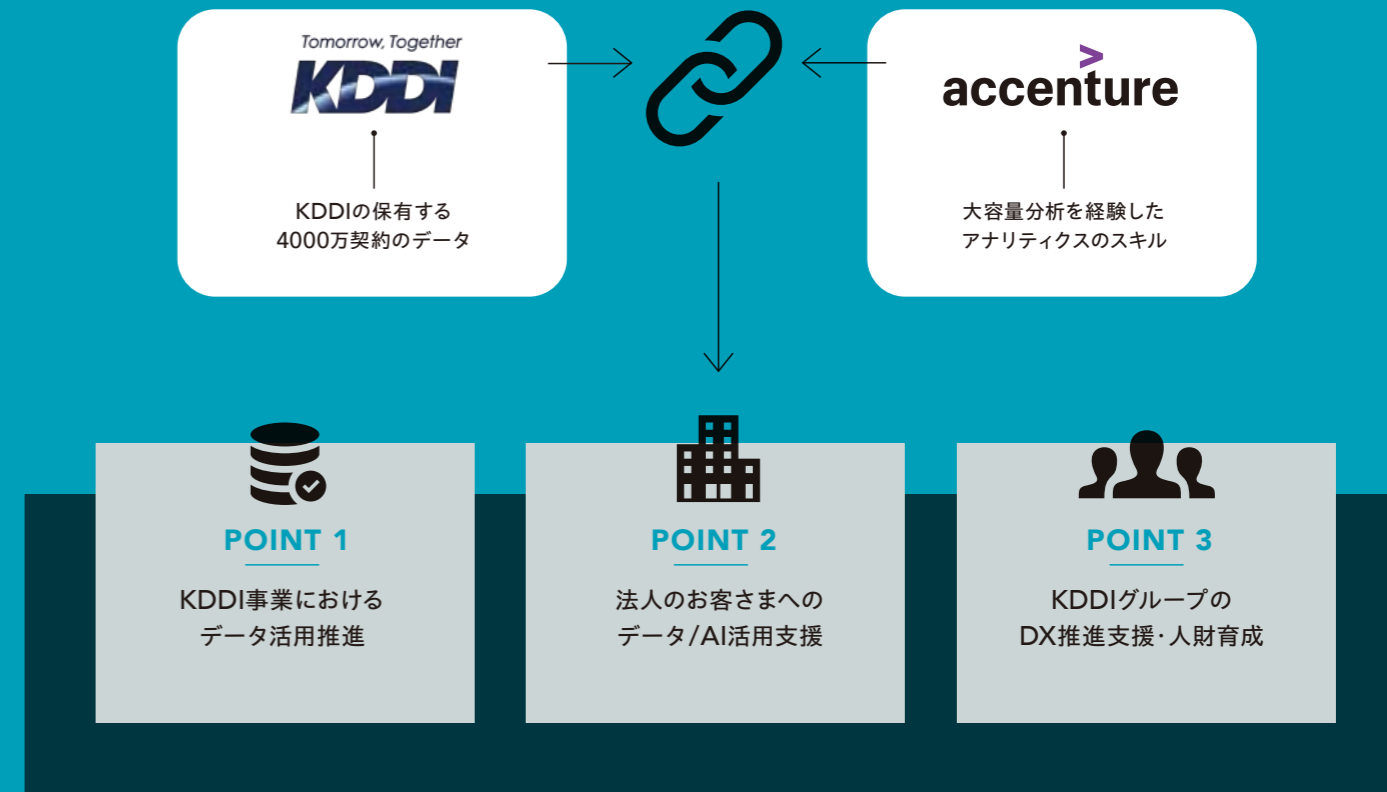 Tomorrow, Together
KDDI
KDDIの保有する
4000万契約のデータ
accenture
大容量分析を経験した
アナリティクスのスキル
POINT 1
KDDI事業における
データ活用推進
POINT 2
法人のお客さまへの
データ/AI活用支援
POINT 3
KDDIグループの
DX推進支援・人財育成